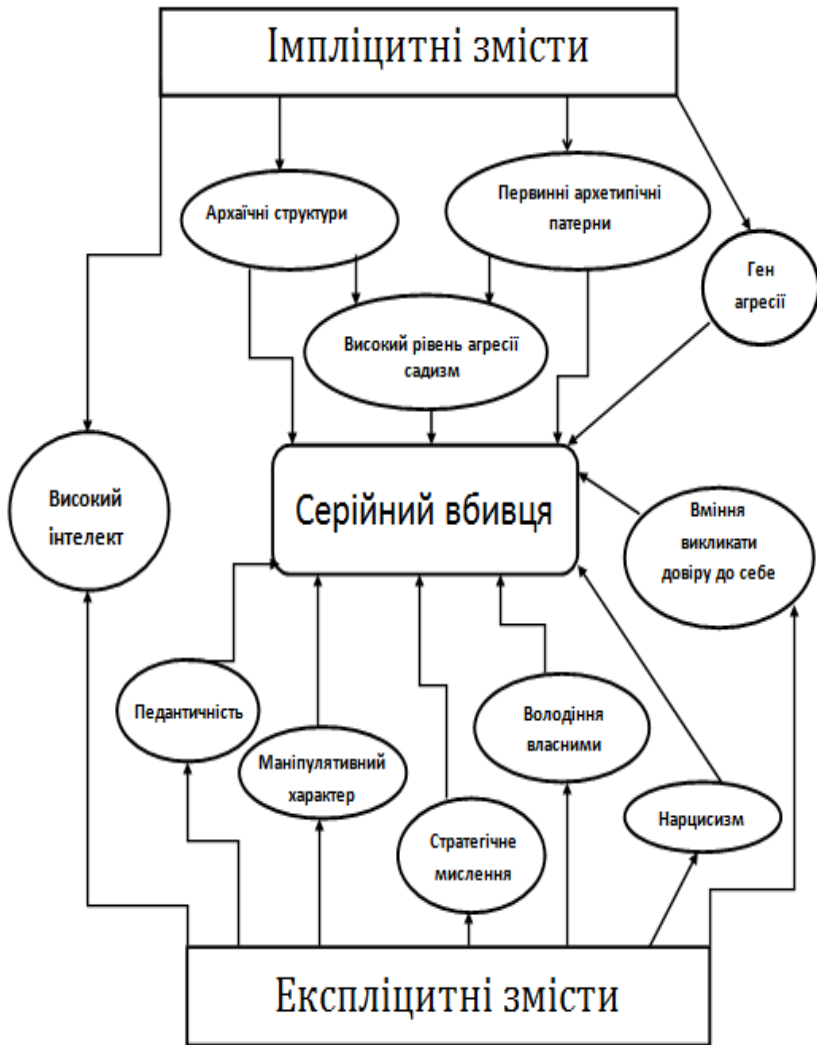 Імпліцитні змісти
Архаїчні структури
Первинні архетипічні
патерни
Ген
агресії
Високий рівень агресії
садизм
Високий
інтелект
Серійний вбивця
Вміння
викликати
довіру до себе
Педантичність
Маніпулятивний
характер
Стратегічне
мислення
Володіння
власними
Нарцисизм
Експліцитні змісти